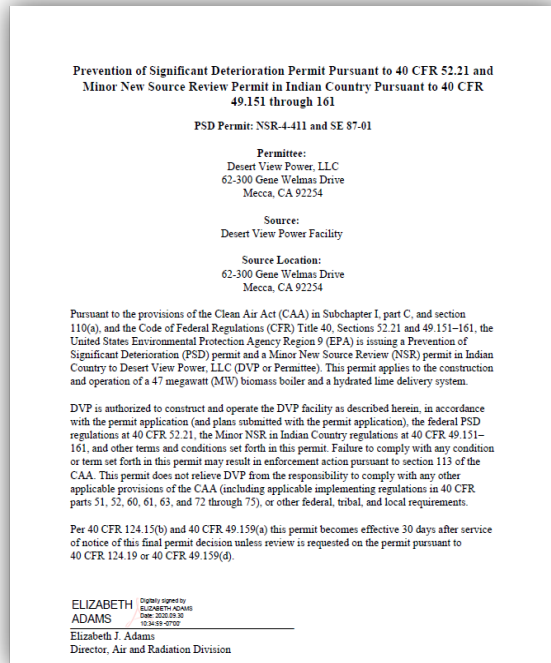 Prevention of Significant Deterioration Permit Pursuant to 40 CFR 52.21 and
Minor New Source Review Permit in Indian Country Pursuant to 40 CFR
49.151 through 161
PSD Permit: NSR-4-411 and SE 87-01
Permittee:
Desert View Power, LLC
62-300 Gene Welmas Drive
Mecca, CA 92254
Source:
Desert View Power Facility
Source Location:
62-300 Gene Welmas Drive
Mecca, CA 92254
Pursuant to the provisions of the Clean Air Act (CAA) in Subchapter I, part C, and section
110(a), and the Code of Federal Regulations (CFR) Title 40, Sections 52.21 and 49.151–161, the
United States Environmental Protection Agency Region 9 (EPA) is issuing a Prevention of
Significant Deterioration (PSD) permit and a Minor New Source Review (NSR) permit in Indian
Country to Desert View Power, LLC (DVP or Permittee). This permit applies to the construction
and operation of a 47 megawatt (MW) biomass boiler and a hydrated lime delivery system.
DVP is authorized to construct and operate the DVP facility as described herein, in accordance
with the permit application (and plans submitted with the permit application), the federal PSD
regulations at 40 CFR 52.21, the Minor NSR in Indian Country regulations at 40 CFR 49.151–
161, and other terms and conditions set forth in this permit. Failure to comply with any condition
or term set forth in this permit may result in enforcement action pursuant to section 113 of the
CAA. This permit does not relieve DVP from the responsibility to comply with any other
applicable provisions of the CAA (including applicable implementing regulations in 40 CFR
parts 51, 52, 60, 61, 63, and 72 through 75), or other federal, tribal, and local requirements.
Per 40 CFR 124.15(b) and 40 CFR 49.159(a) this permit becomes effective 30 days after service
of notice of this final permit decision unless review is requested on the permit pursuant to
40 CFR 124.19 or 40 CFR 49.159(d).
ELIZABETH
ADAMS
Digitally signed by
ELIZABETH ADAMS
Date: 2020.09.30
10:34:59 -07'00'
Elizabeth J. Adams
Director, Air and Radiation Division